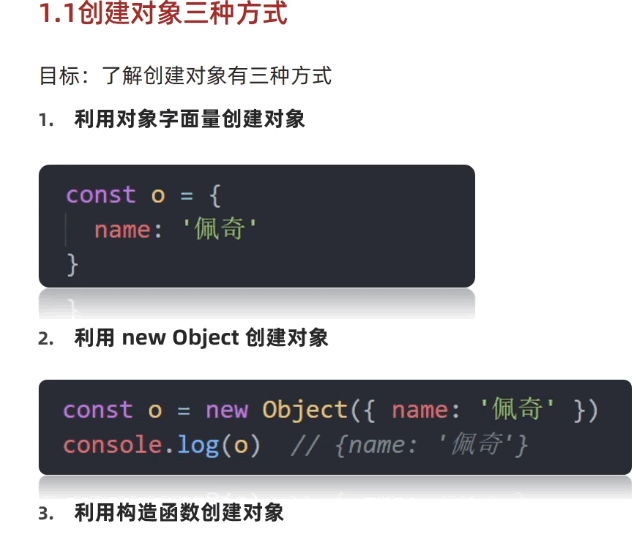 1.1创建对象三种方式
目标：了解创建对象有三种方式
1. 利用对象字面量创建对象
const o = {
name: '佩奇'
}
2. 利用 new Object 创建对象
const o = new Object({ name: '佩奇' })
console.log(o) // {name: '佩奇'}
3. 利用构造函数创建对象